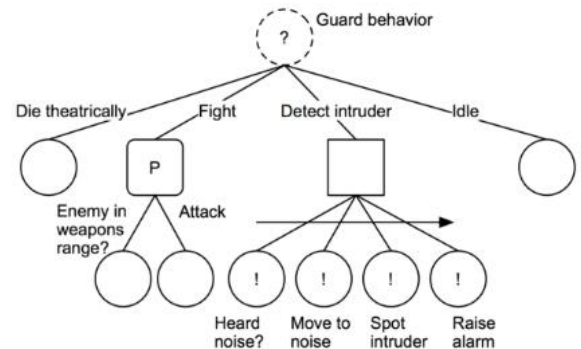 Guard behavior
?
Die theatrically
Fight
Detect intruder
Idle
P
Enemy in
weapons
range?
Attack
!
!
!
!
Heard
noise?
Move to
noise
Spot
intruder
Raise
alarm